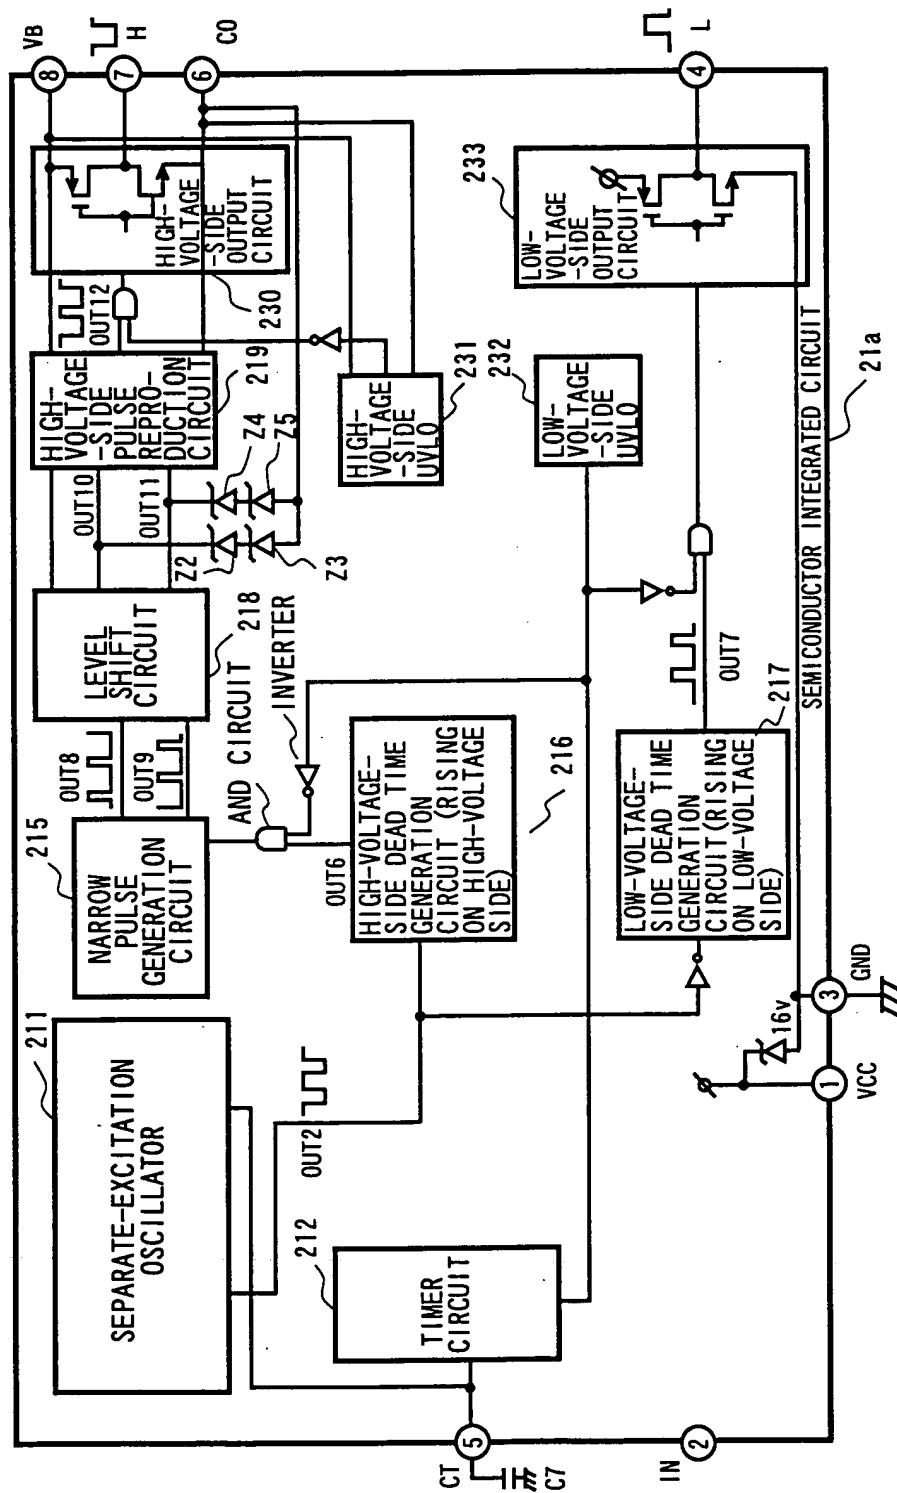 211
SEPARATE-EXCITATION
OSCILLATOR
215
NARROW
PULSE
GENERATION
CIRCUIT
OUT8
OUT9
LEVEL
SHIFT
CIRCUIT
218
OUT10
OUT11
HIGH-
VOLTAGE
-SIDE
PULSE
REPRO-
DUCTION
CIRCUIT
219
OUT12
HIGH-
VOLTAGE
-SIDE
OUTPUT
CIRCUIT
230
8
VB
7
H
6
CO
Z2
Z3
Z4
Z5
AND CIRCUIT
INVERTER
OUT2
OUT6
HIGH-VOLTAGE-
SIDE DEAD TIME
GENERATION
CIRCUIT (RISING
ON HIGH-VOLTAGE
SIDE)
216
HIGH-
VOLTAGE
-SIDE
UVLO
231
232
LOW-
VOLTAGE
-SIDE
UVLO
212
TIMER
CIRCUIT
CT
5
C7
IN
2
LOW-VOLTAGE-
SIDE DEAD TIME
GENERATION
CIRCUIT(RISING
ON LOW-VOLTAGE
SIDE)
217
OUT7
233
LOW-
VOLTAGE
-SIDE
OUTPUT
CIRCUIT
4
L
16v
1
VCC
3
GND
SEMICONDUCTOR INTEGRATED CIRCUIT
21a